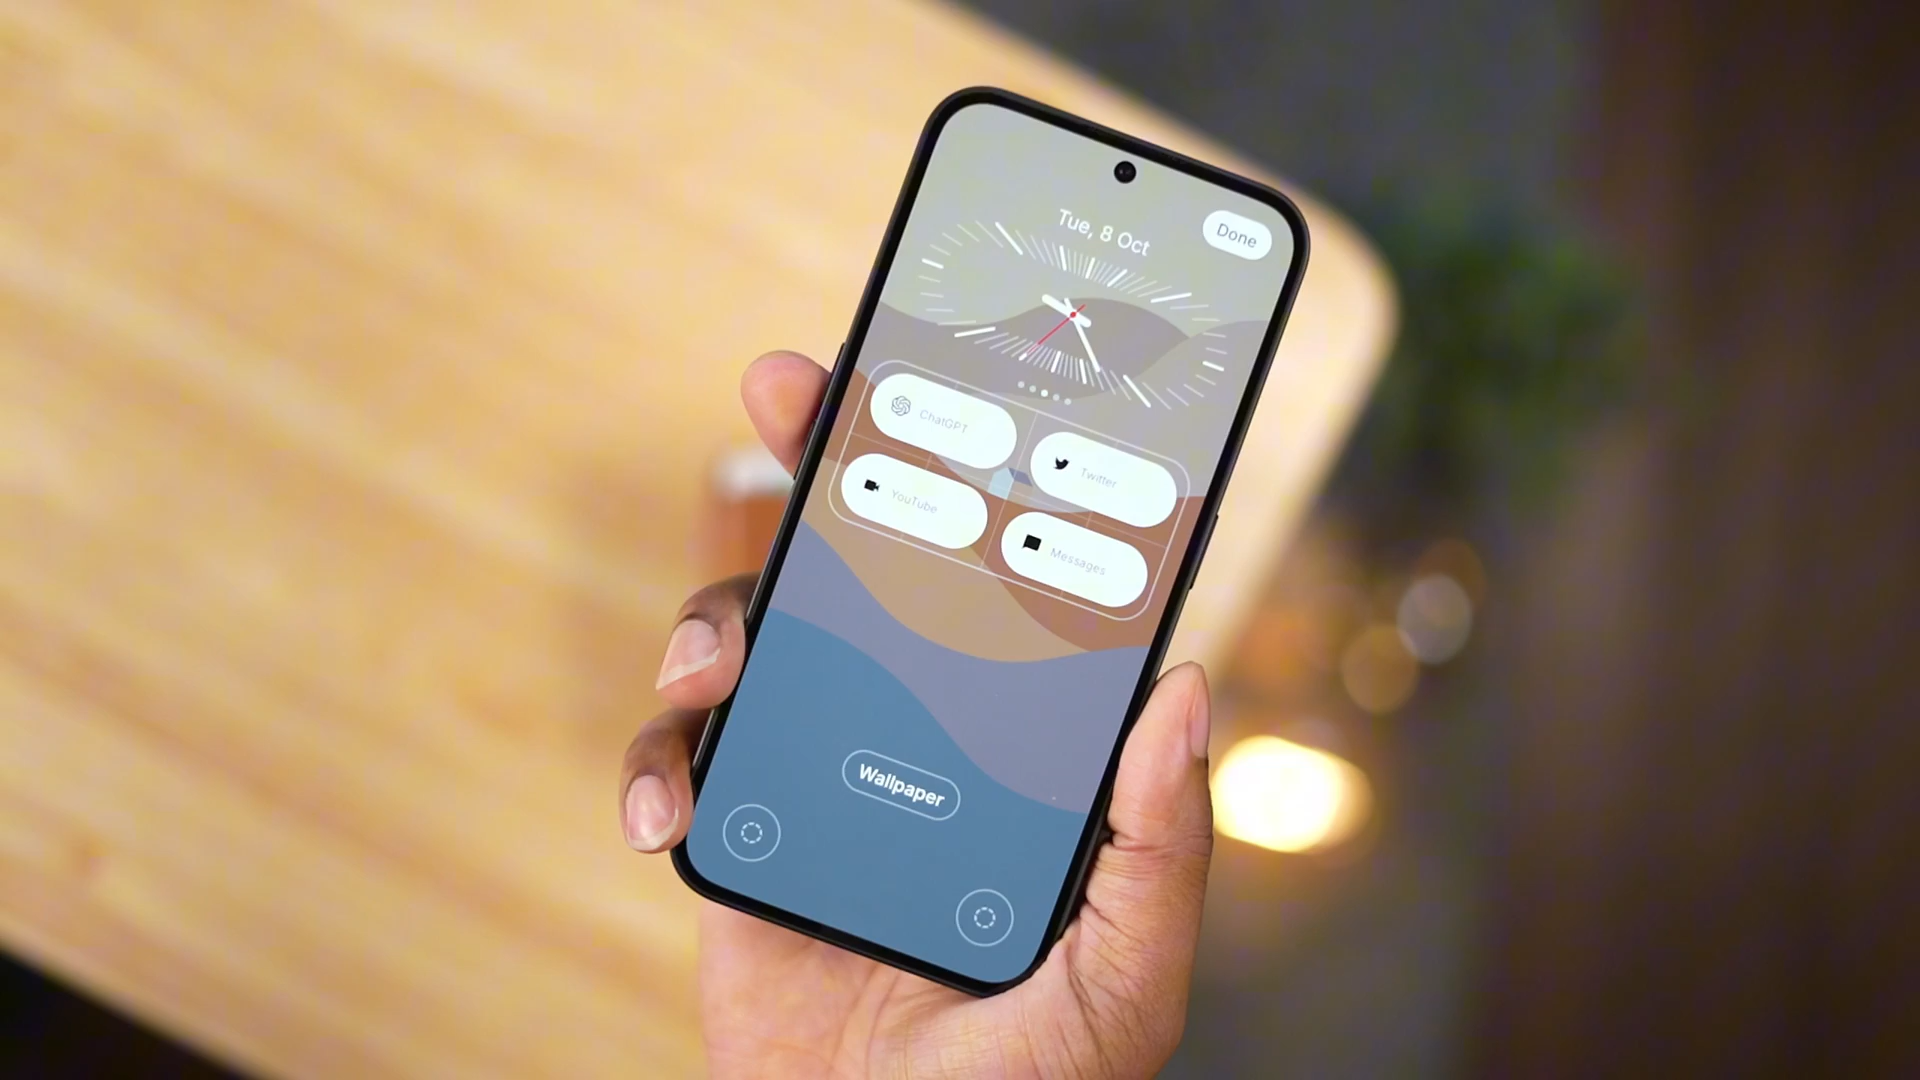 Done
Tue, 8 Oct
ChatGPT
Twitter
YouTube
Messages
Wallpaper